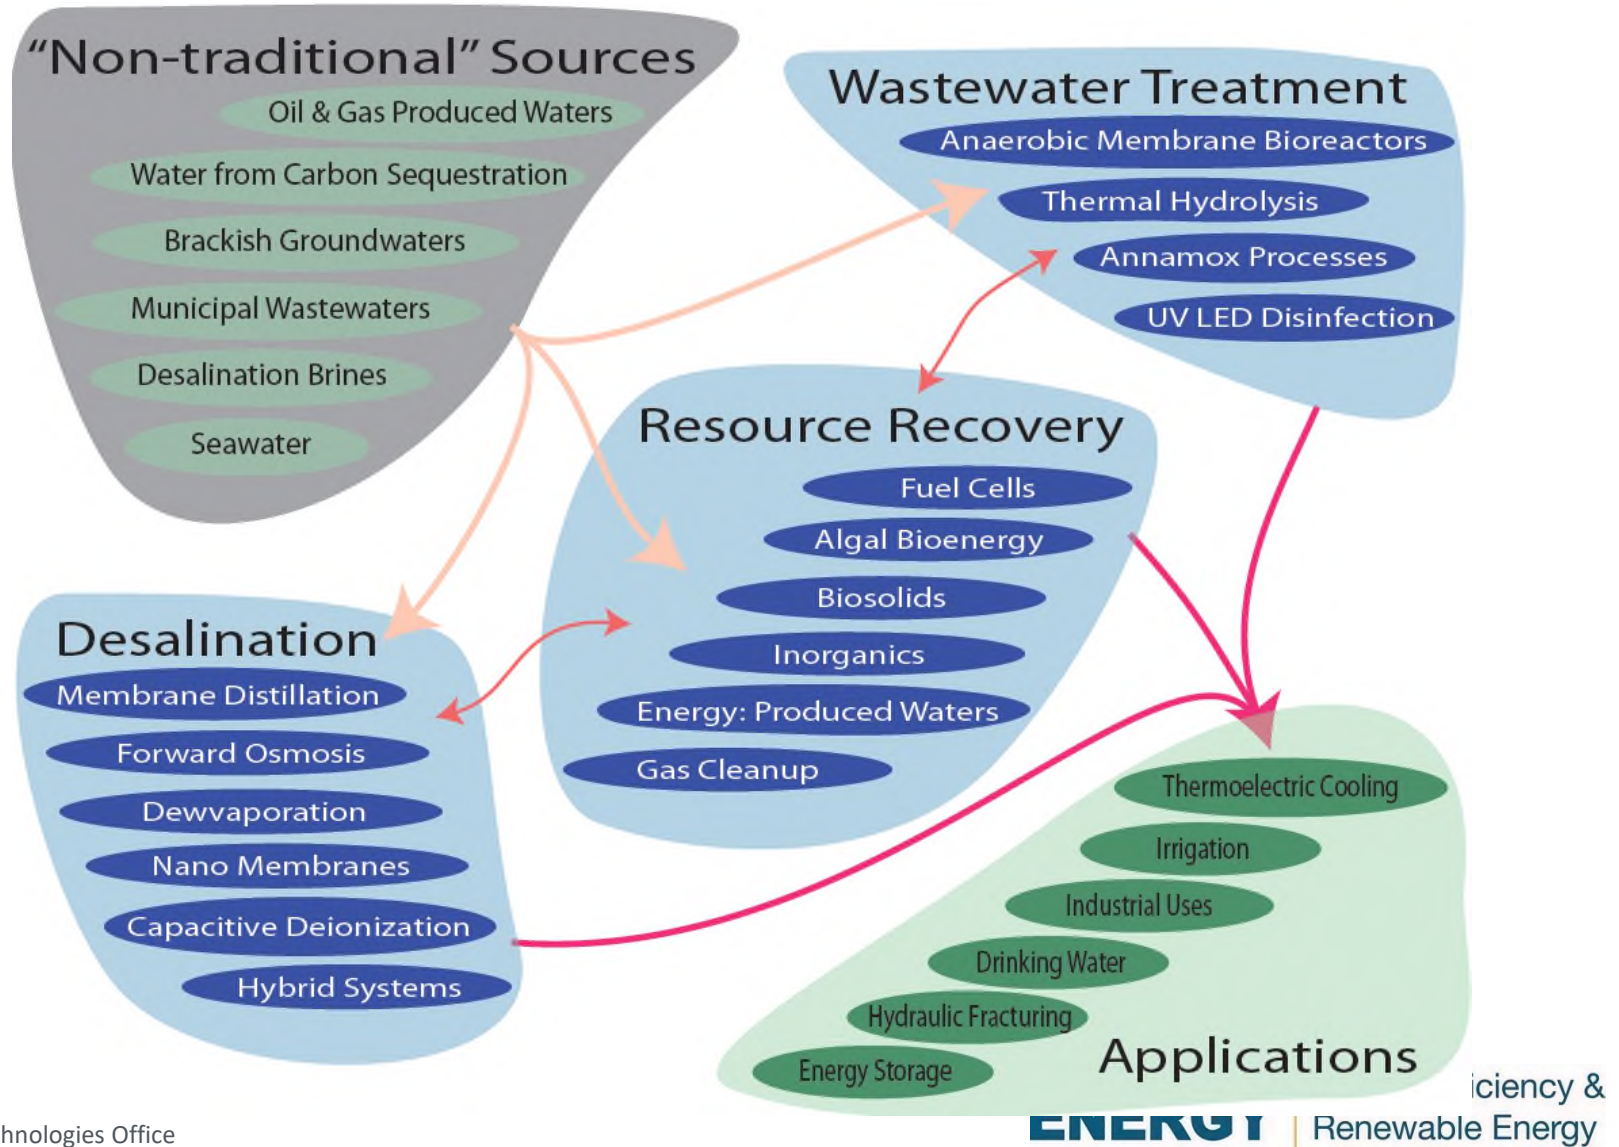 “Non-traditional” Sources
Oil & Gas Produced Waters
Water from Carbon Sequestration
Brackish Groundwaters
Municipal Wastewaters
Desalination Brines
Seawater
Wastewater Treatment
Anaerobic Membrane Bioreactors
Thermal Hydrolysis
Annamox Processes
UV LED Disinfection
Resource Recovery
Fuel Cells
Algal Bioenergy
Biosolids
Inorganics
Energy: Produced Waters
Gas Cleanup
Desalination
Membrane Distillation
Forward Osmosis
Dewvaporation
Nano Membranes
Capacitive Deionization
Hybrid Systems
Thermoelectric Cooling
Irrigation
Industrial Uses
Drinking Water
Hydraulic Fracturing
Energy Storage
Applications
iciency &
ENERGY | Renewable Energy
hnologies Office